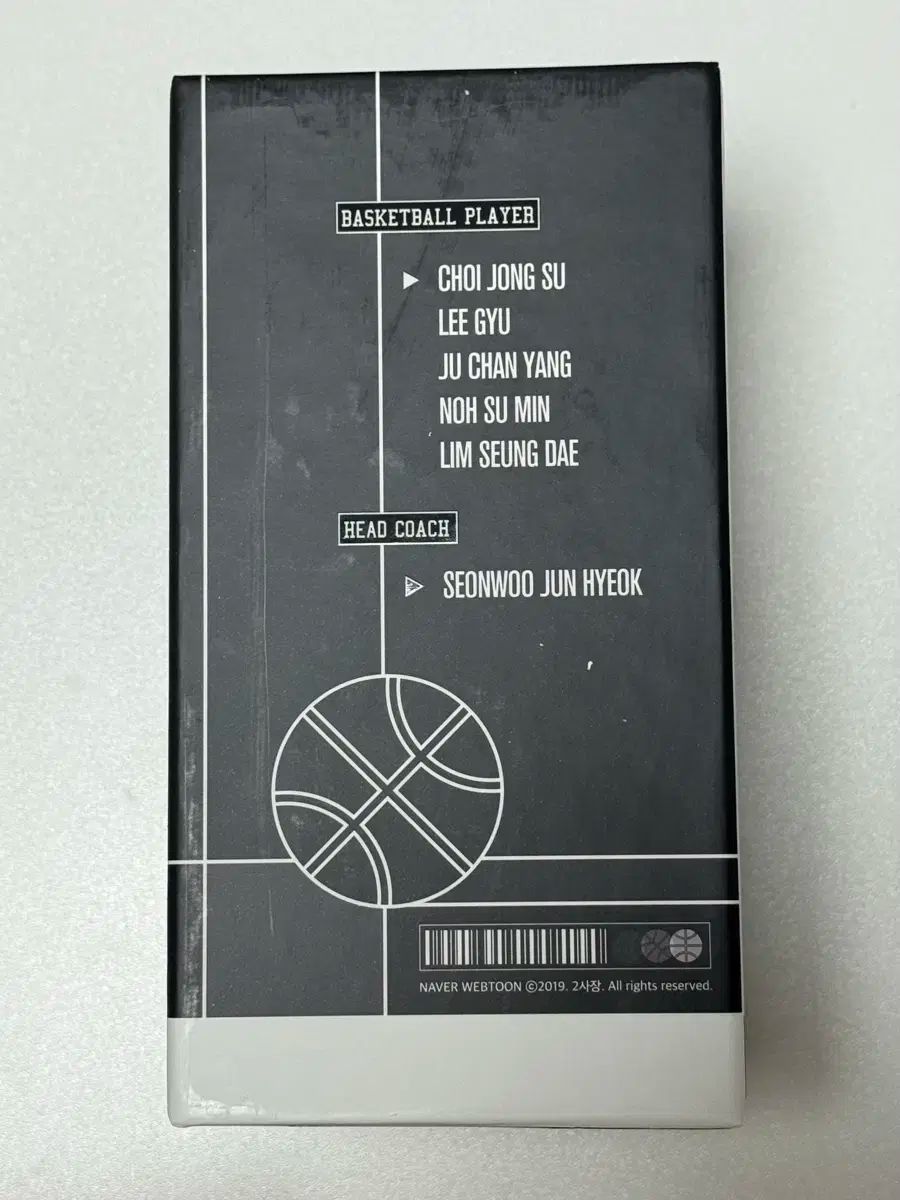 BASKETBALL PLAYER
CHOI JONG SU
LEE GYU
JU CHAN YANG
NOH SU MIN
LIM SEUNG DAE
HEAD COACH
SEONWOO JUN HYEOK
NAVER WEBTOON ⓒ2019. 2사장. All rights reserved.